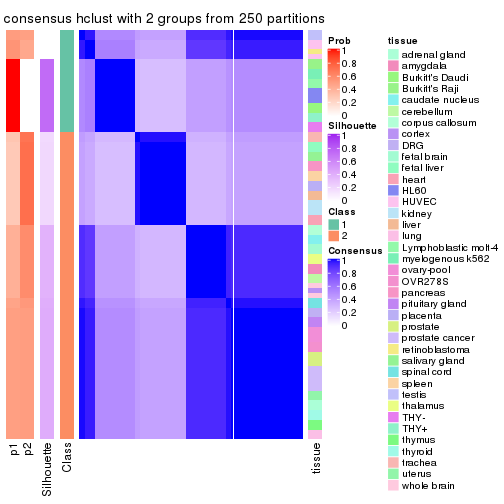 consensus hclust with 2 groups from 250 partitions
Prob
1
0.8
0.6
0.4
0.2
0
Silhouette
1
0.8
0.6
0.4
0.2
0
Class
1
2
Consensus
1
0.8
0.6
0.4
0.2
0
tissue
adrenal gland
amygdala
Burkitt's Daudi
Burkitt's Raji
caudate nucleus
cerebellum
corpus callosum
cortex
DRG
fetal brain
fetal liver
heart
HL60
HUVEC
kidney
liver
lung
Lymphoblastic molt-4
myelogenous k562
ovary-pool
OVR278S
pancreas
pituitary gland
placenta
prostate
prostate cancer
retinoblastoma
salivary gland
spinal cord
spleen
testis
thalamus
THY-
THY+
thymus
thyroid
trachea
uterus
whole brain
p1
p2
Silhouette
Class
tissue